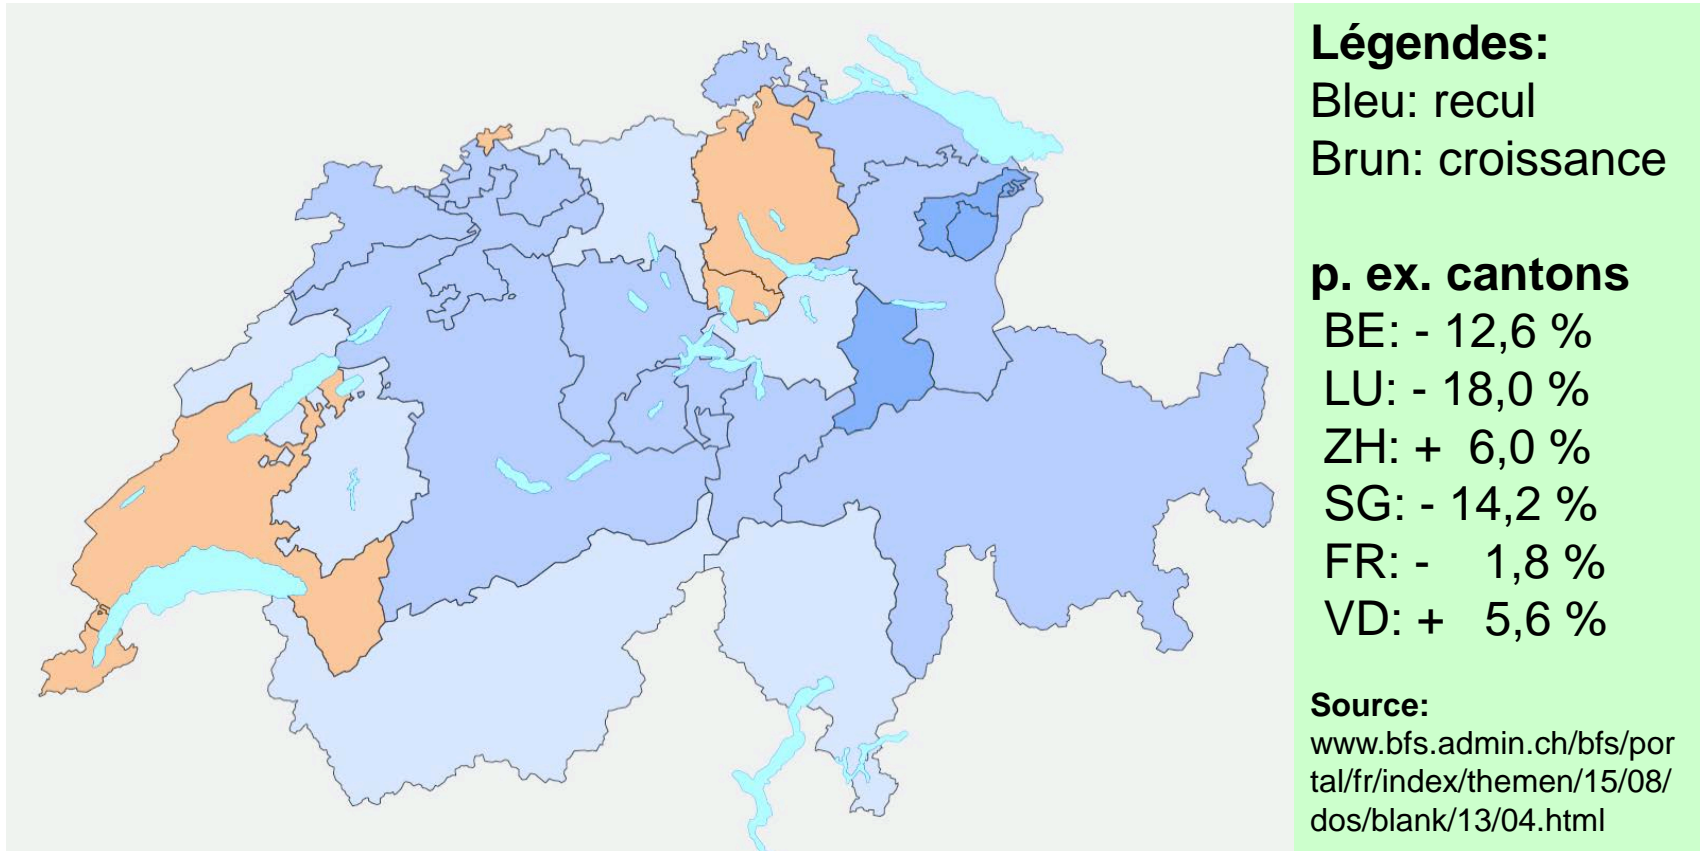 Légendes:
Bleu: recul
Brun: croissance
p. ex. cantons
BE: - 12,6 %
LU: - 18,0 %
ZH: + 6,0 %
SG: - 14,2 %
FR: - 1,8 %
VD: + 5,6 %
Source:
www.bfs.admin.ch/bfs/por
tal/fr/index/themen/15/08/
dos/blank/13/04.html